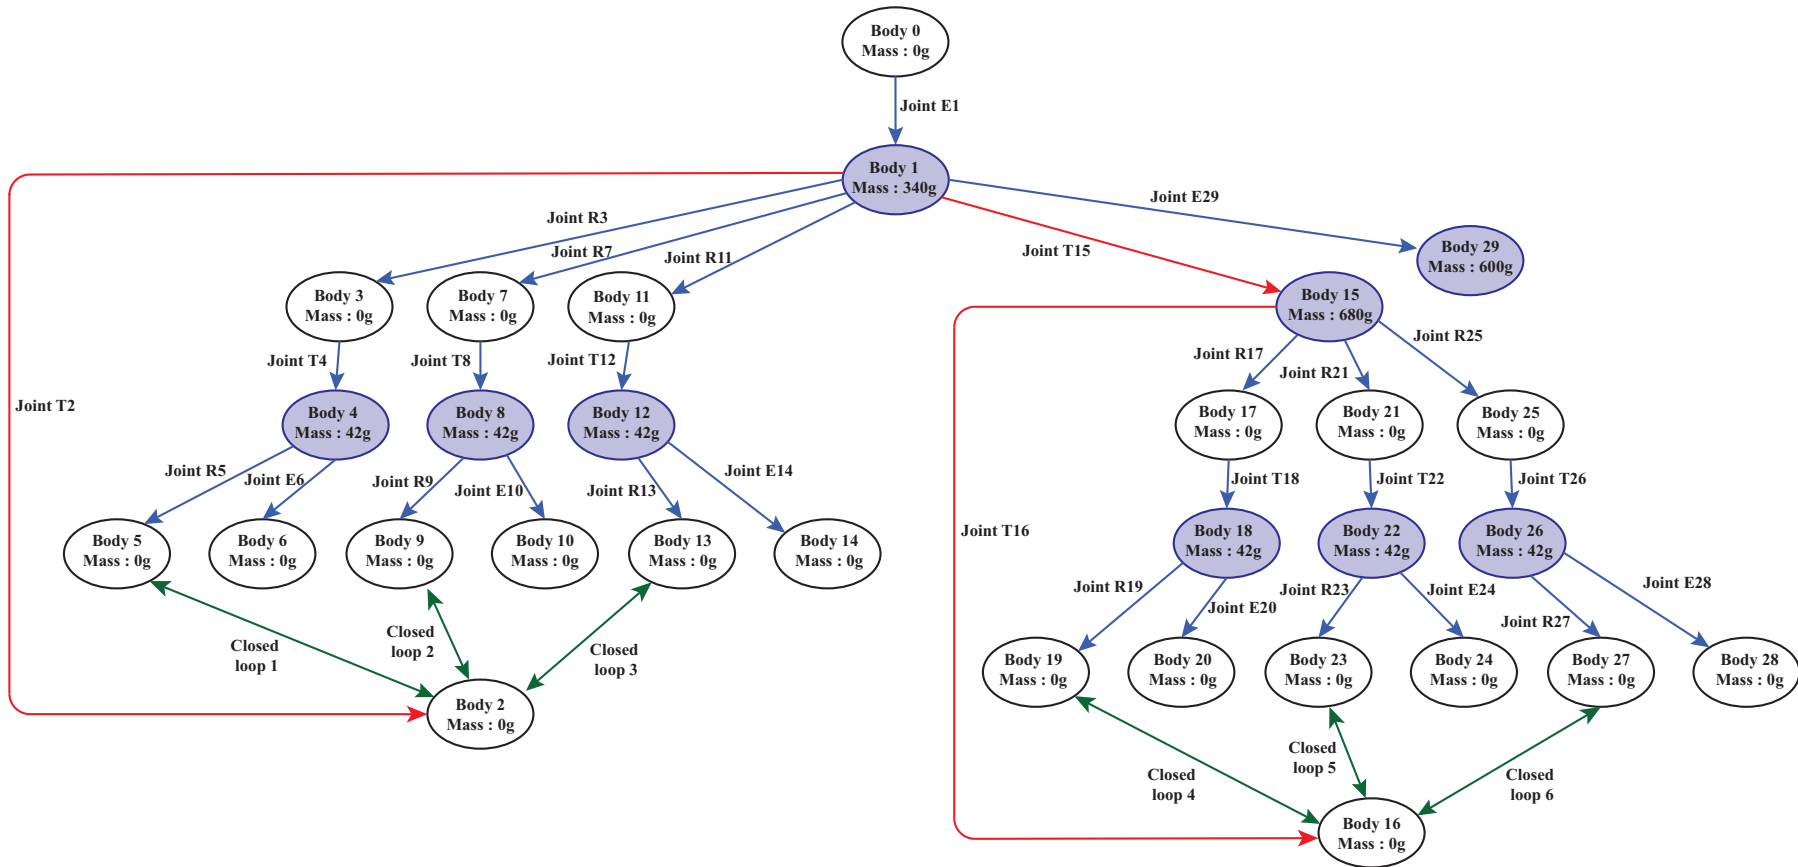 Body 0
Mass : 0g
Joint E1
Body 1
Mass : 340g
Joint E29
Joint R3
Joint R7
Joint R11
Joint T15
Body 29
Mass : 600g
Body 3
Mass : 0g
Body 7
Mass : 0g
Body 11
Mass : 0g
Body 15
Mass : 680g
Joint T4
Joint T8
Joint T12
Joint R17
Joint R21
Joint R25
Joint T2
Body 4
Mass : 42g
Body 8
Mass : 42g
Body 12
Mass : 42g
Body 17
Mass : 0g
Body 21
Mass : 0g
Body 25
Mass : 0g
Joint R5
Joint E6
Joint R9
Joint E10
Joint R13
Joint E14
Joint T18
Joint T22
Joint T26
Body 5
Mass : 0g
Body 6
Mass : 0g
Body 9
Mass : 0g
Body 10
Mass : 0g
Body 13
Mass : 0g
Body 14
Mass : 0g
Joint T16
Body 18
Mass : 42g
Body 22
Mass : 42g
Body 26
Mass : 42g
Joint R19
Joint E20
Joint R23
Joint E24
Joint R27
Joint E28
Closed
loop 1
Closed
loop 2
Closed
loop 3
Body 2
Mass : 0g
Body 19
Mass : 0g
Body 20
Mass : 0g
Body 23
Mass : 0g
Body 24
Mass : 0g
Body 27
Mass : 0g
Body 28
Mass : 0g
Closed
loop 4
Closed
loop 5
Closed
loop 6
Body 16
Mass : 0g